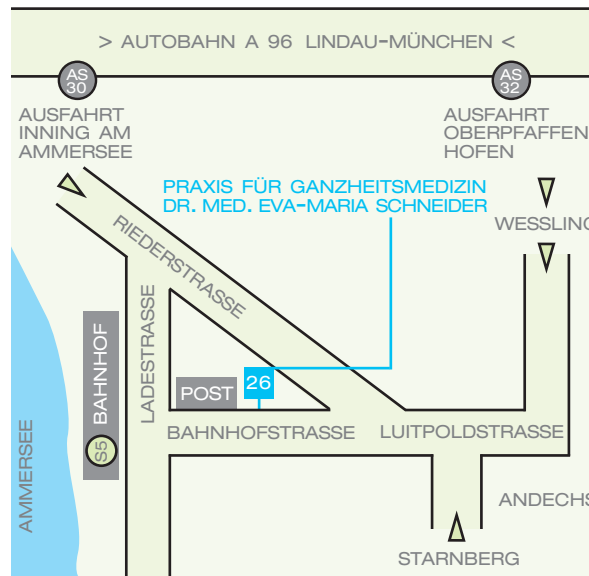 > AUTOBAHN A 96 LINDAU-MÜNCHEN <
AS
30
AS
32
AUSFAHRT
INNING AM
AMMERSEE
AUSFAHRT
OBERPFAFFEN
HOFEN
PRAXIS FÜR GANZHEITSMEDIZIN
DR. MED. EVA-MARIA SCHNEIDER
WESSLING
RIEDERSTRASSE
LADESTRASSE
S5 BAHNHOF
POST
26
BAHNHOFSTRASSE
LUITPOLDSTRASSE
AMMERSEE
ANDECHS
STARNBERG